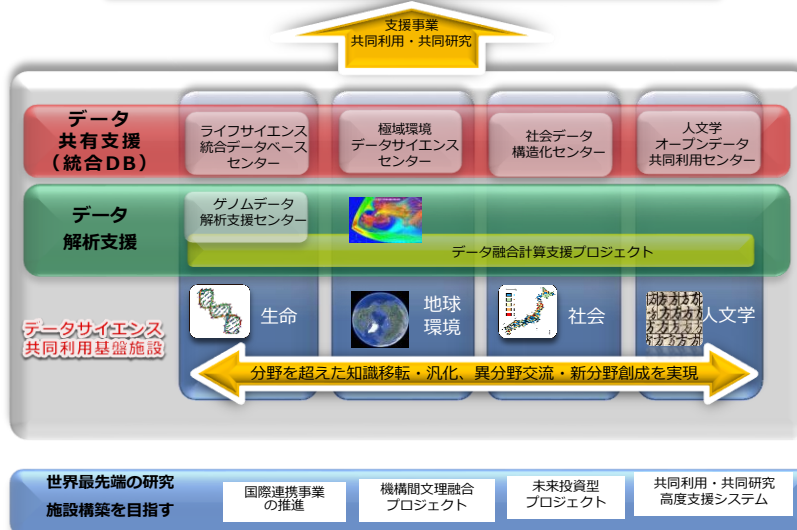 支援事業
共同利用・共同研究
データ
共有支援
（統合DB）
ライフサイエンス
統合データベース
センター
極域環境
データサイエンス
センター
社会データ
構造化センター
人文学
オープンデータ
共同利用センター
データ
解析支援
ゲノムデータ
解析支援センター
データ融合計算支援プロジェクト
データサイエンス
共同利用基盤施設
生命
地球
環境
社会
人文学
分野を超えた知識移転・汎化、異分野交流・新分野創成を実現
世界最先端の研究
施設構築を目指す
国際連携事業
の推進
機構間文理融合
プロジェクト
未来投資型
プロジェクト
共同利用・共同研究
高度支援システム